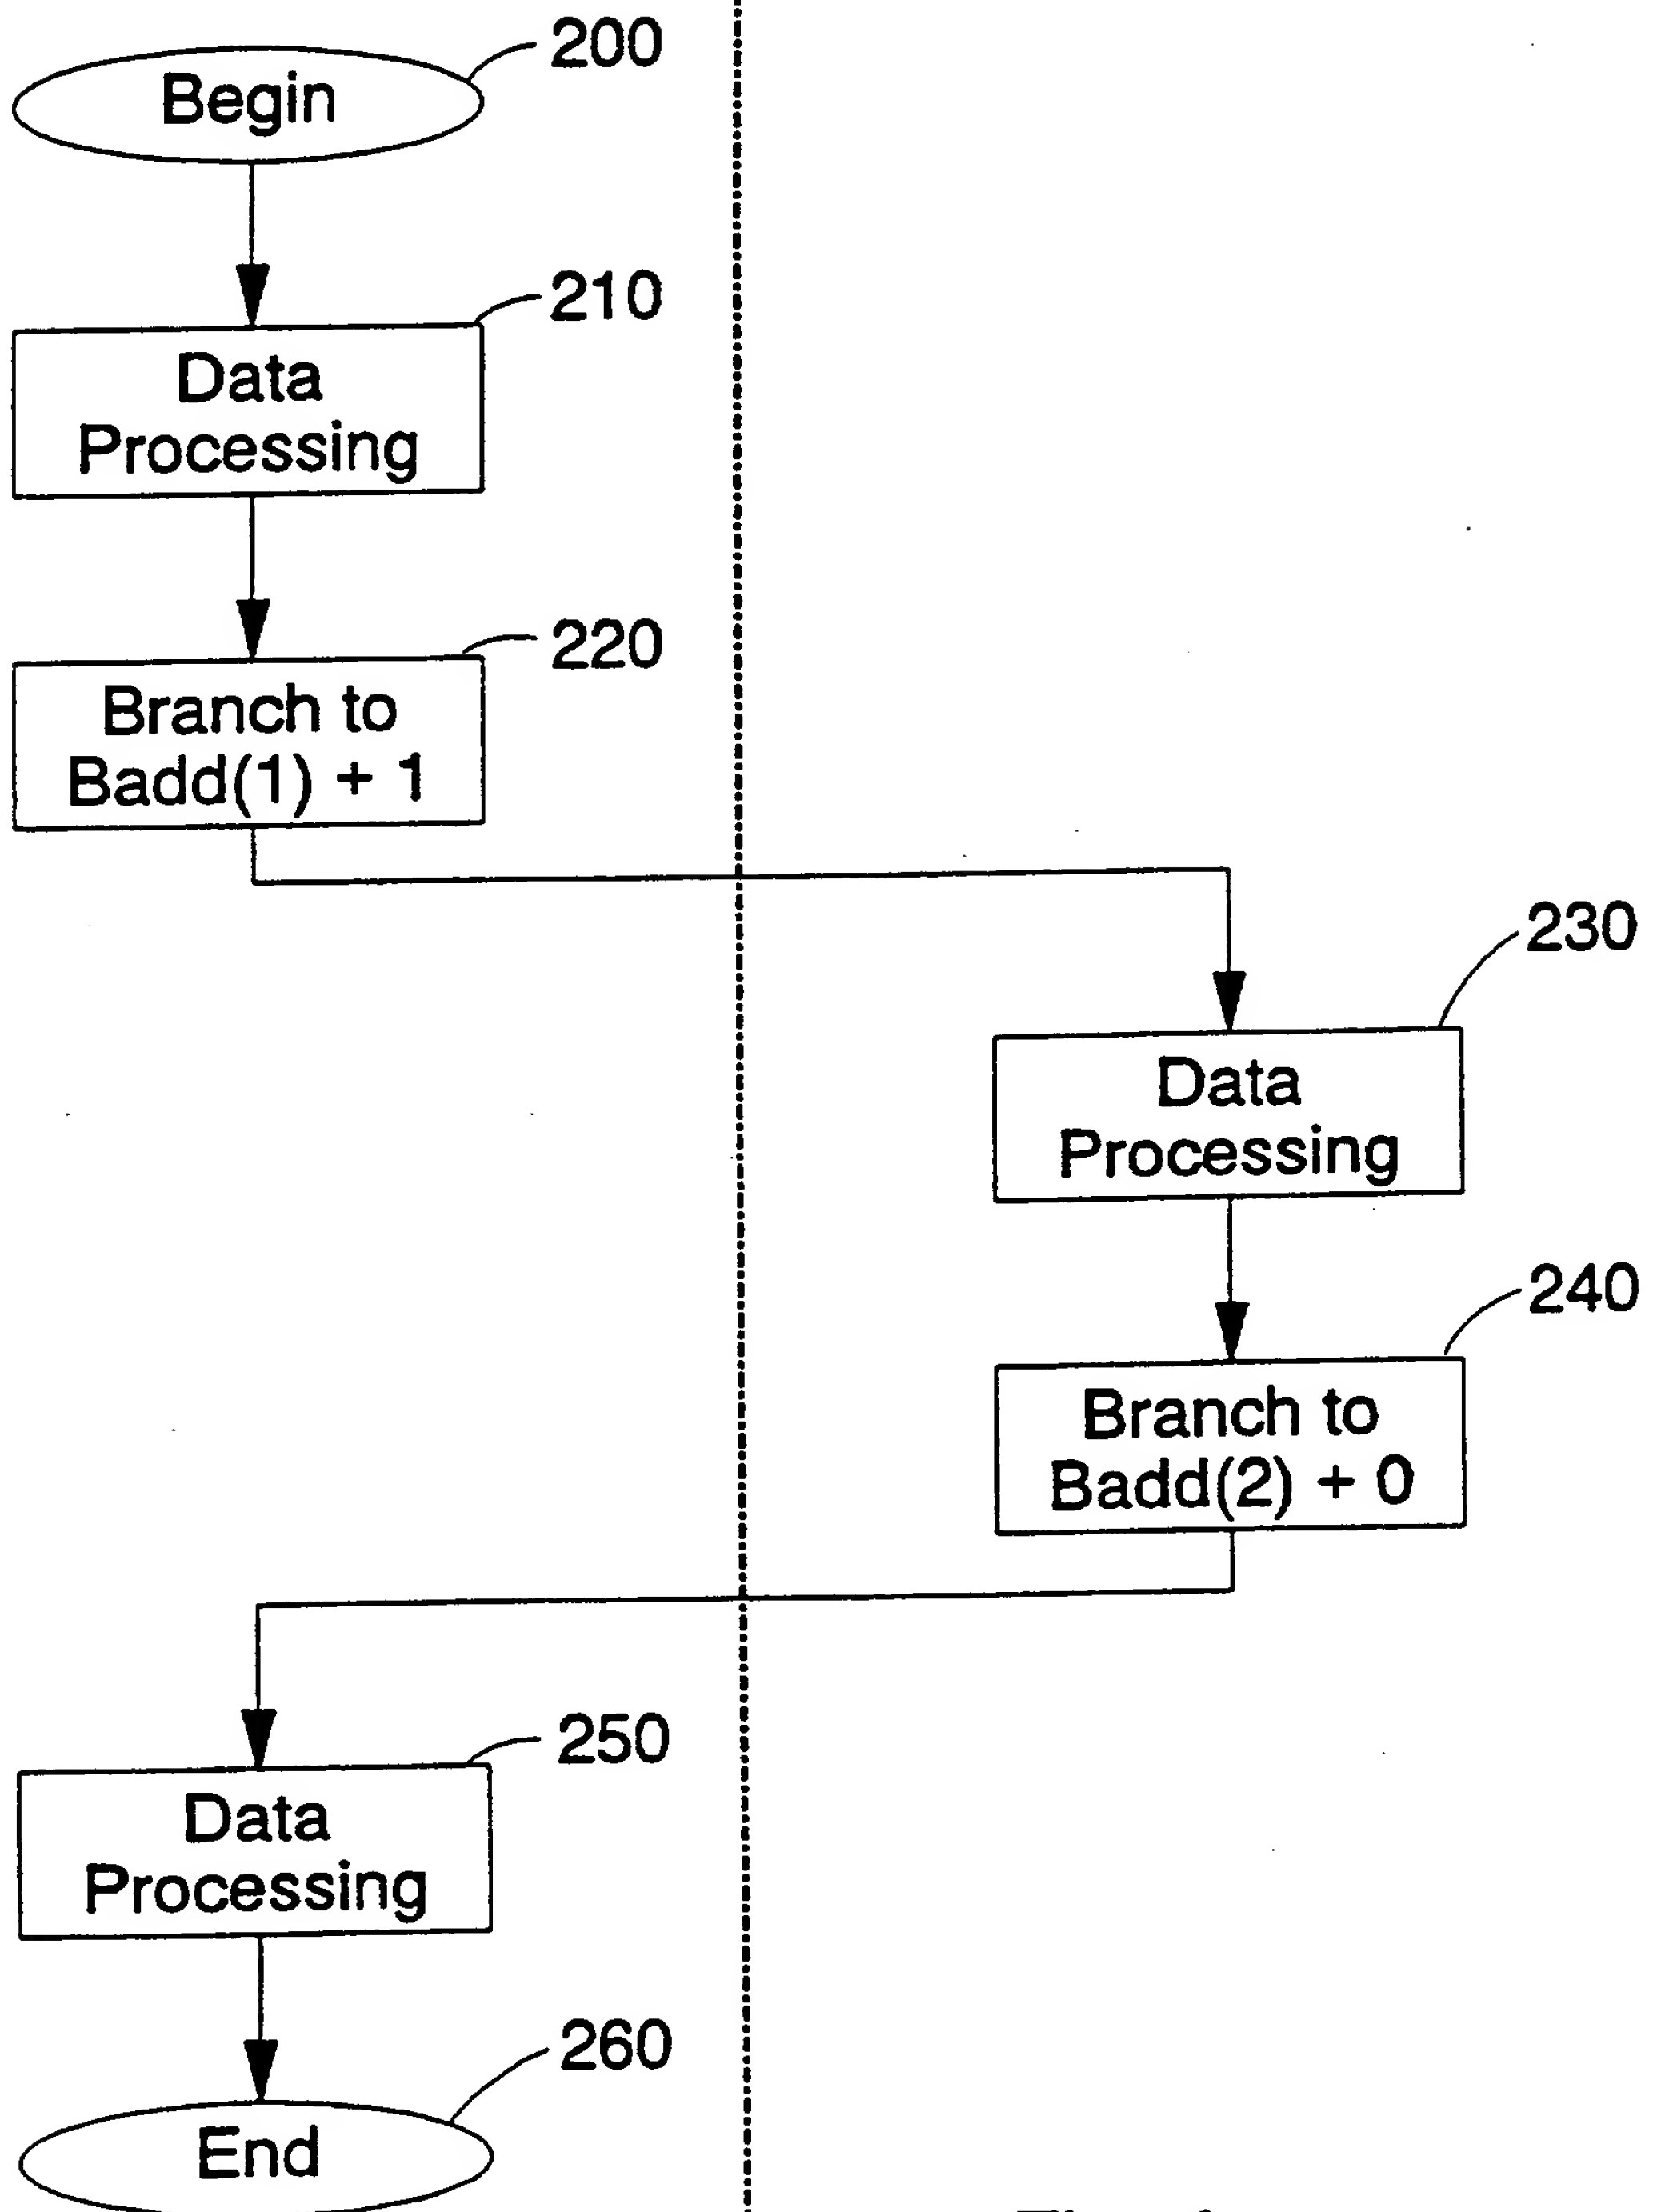 200
Begin
210
Data
Processing
220
Branch to
Badd(1) + 1
230
Data
Processing
240
Branch to
Badd(2) + 0
250
Data
Processing
260
End